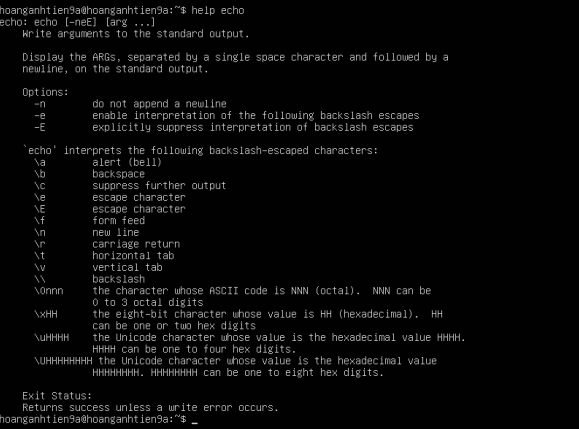 hoanganhtien9a@hoanganhtien9a:~$ help echo
echo: echo [-neE] [arg ...]
    Write arguments to the standard output.

    Display the ARGs, separated by a single space character and followed by a
    newline, on the standard output.

    Options:
      -n        do not append a newline
      -e        enable interpretation of the following backslash escapes
      -E        explicitly suppress interpretation of backslash escapes

    `echo' interprets the following backslash-escaped characters:
      \a        alert (bell)
      \b        backspace
      \c        suppress further output
      \e        escape character
      \E        escape character
      \f        form feed
      \n        new line
      \r        carriage return
      \t        horizontal tab
      \v        vertical tab
      \\        backslash
      \0nnn     the character whose ASCII code is NNN (octal).  NNN can be
                0 to 3 octal digits
      \xHH      the eight-bit character whose value is HH (hexadecimal).  HH
                can be one or two hex digits
      \uHHHH    the Unicode character whose value is the hexadecimal value HHHH.
                HHHH can be one to four hex digits.
      \UHHHHHHHH the Unicode character whose value is the hexadecimal value
                HHHHHHHH. HHHHHHHH can be one to eight hex digits.

    Exit Status:
    Returns success unless a write error occurs.
hoanganhtien9a@hoanganhtien9a:~$ _